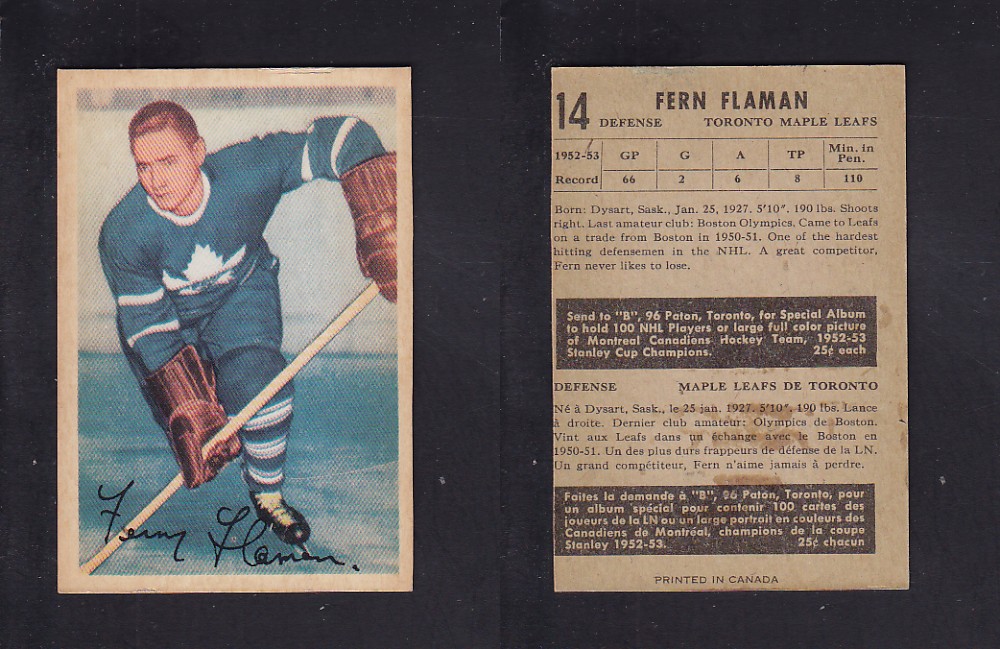 Ferny Flaman.
14
FERN FLAMAN
DEFENSE TORONTO MAPLE LEAFS
1952-53 GP G A TP Min. in Pen.
Record 66 2 6 8 110
Born: Dysart, Sask., Jan. 25, 1927. 5'10". 190 lbs. Shoots
right. Last amateur club: Boston Olympics. Came to Leafs
on a trade from Boston in 1950-51. One of the hardest
hitting defensemen in the NHL. A great competitor,
Fern never likes to lose.
Send to "B", 96 Paton, Toronto, for Special Album
to hold 100 NHL Players or large full color picture
of Montreal Canadiens Hockey Team, 1952-53
Stanley Cup Champions. 25¢ each
DEFENSE MAPLE LEAFS DE TORONTO
Né à Dysart, Sask., le 25 jan. 1927. 5'10". 190 lbs. Lance
à droite. Dernier club amateur: Olympics de Boston.
Vint aux Leafs dans un échange avec le Boston en
1950-51. Un des plus durs frappeurs de défense de la LN.
Un grand compétiteur, Fern n'aime jamais à perdre.
Faites la demande à "B", 96 Paton, Toronto, pour
un album spécial pour contenir 100 cartes des
joueurs de la LN ou un large portrait en couleurs des
Canadiens de Montréal, champions de la coupe
Stanley 1952-53. 25¢ chacun
PRINTED IN CANADA